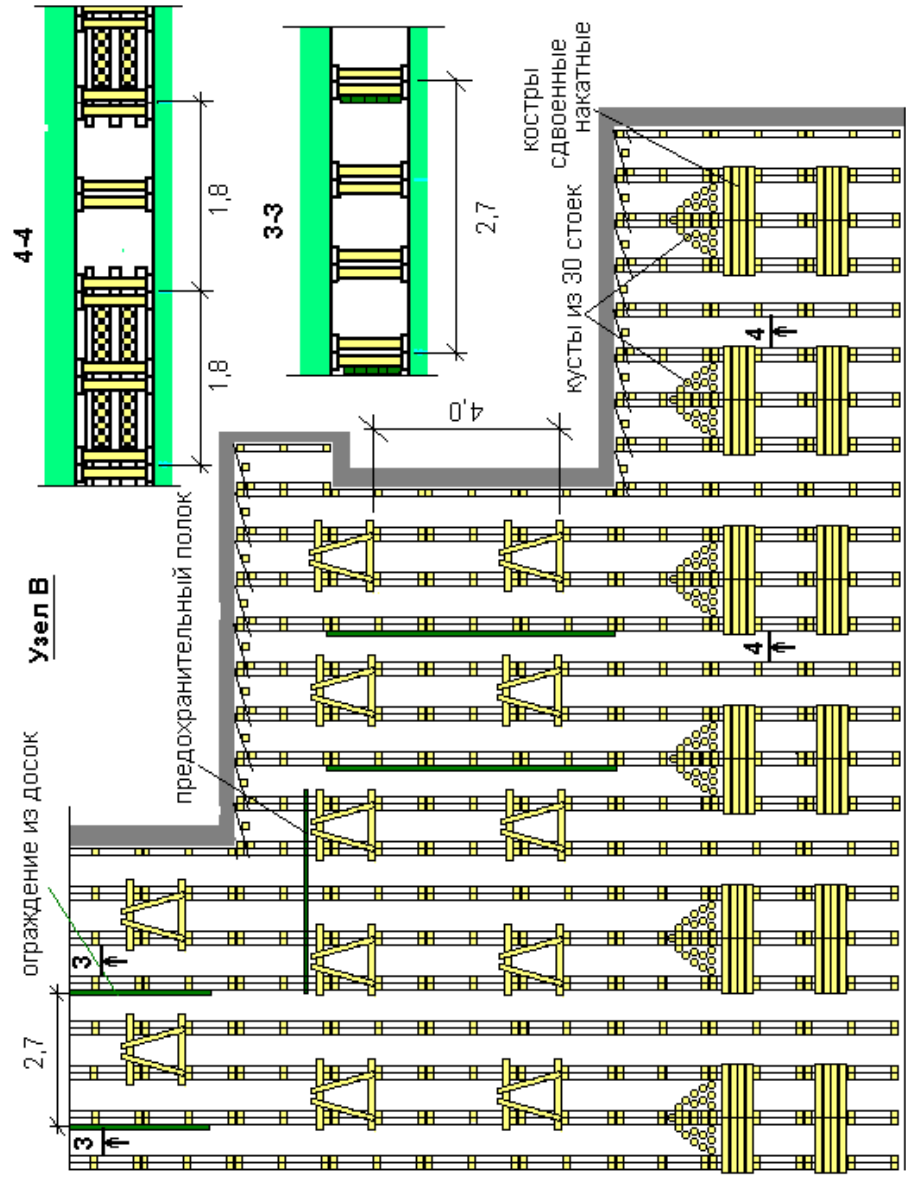 4-4
1,8
1,8
3-3
2,7
Узел В
ограждение из досок
предохранительный полок
4,0
2,7
3
3
4
4
костры
сдвоенные
накатные
кусты из 30 стоек